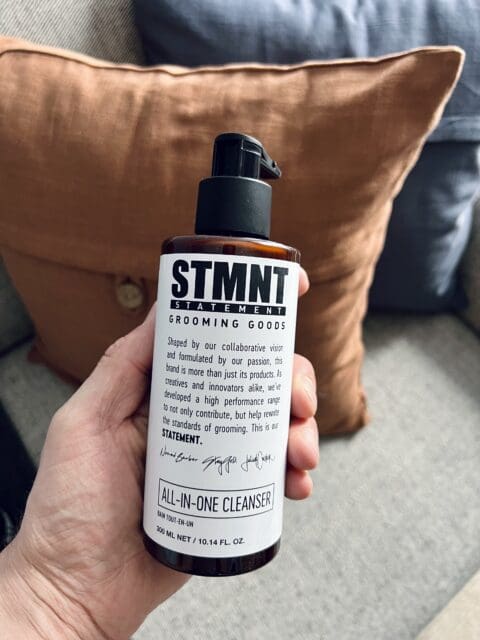 STMNT
STATEMENT
GROOMING GOODS
Shaped by our collaborative vision
and formulated by our passion, this
brand is more than just its products. As
creatives and innovators alike, we've
developed a high performance range
to not only contribute, but help rewrite
the standards of grooming. This is our
STATEMENT.
Nomad Barber
ALL-IN-ONE CLEANSER
BAIN TOUT-EN-UN
300 ML NET / 10.14 FL. OZ.